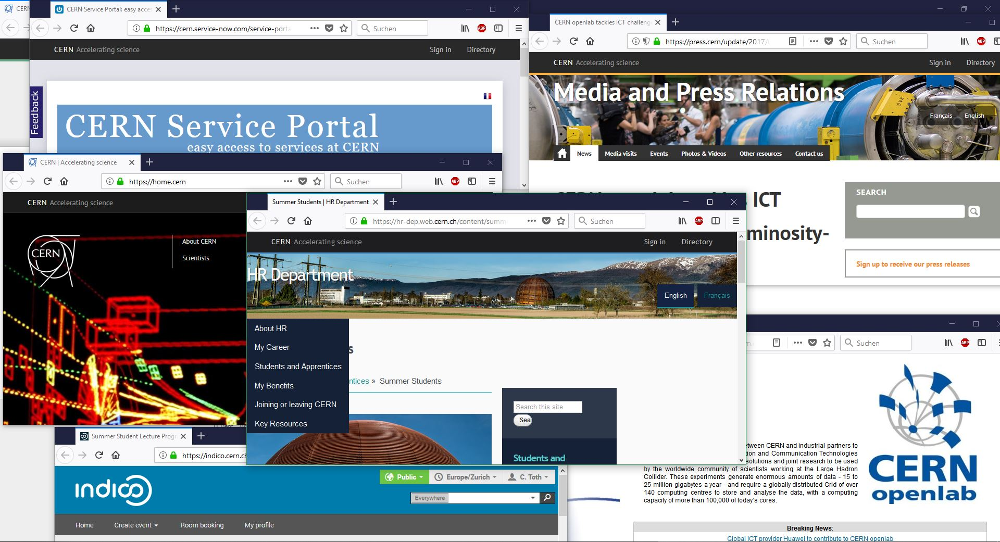 CERN
CERN Service Portal: easy acces
https://cern.service-now.com/service-porta
Suchen
CERN Accelerating science
Sign in
Directory
Feedback
CERN Service Portal
easy access to services at CERN
CERN openlab tackles ICT challeng
https://press.cern/update/2017/
Suchen
CERN Accelerating science
Sign in
Directory
Media and Press Relations
Français
English
News
Media visits
Events
Photos & Videos
Other resources
Contact us
ICT
minosity-
SEARCH
Sign up to receive our press releases
CERN | Accelerating science
https://home.cern
Suchen
CERN Accelerating science
CERN
About CERN
Scientists
Summer Students | HR Department
https://hr-dep.web.cern.ch/content/summ
Suchen
CERN Accelerating science
Sign in
Directory
HR Department
English
Français
About HR
My Career
Students and Apprentices
My Benefits
Joining or leaving CERN
Key Resources
s
ntices » Summer Students
Search this site
Sea
Students and
Suchen
CERN
openlab
tween CERN and industrial partners to
tion and Communication Technologies
solutions and joint research to be used
by the worldwide community of scientists working at the Large Hadron
Collider. These experiments generate enormous amounts of data - 15 to
25 million gigabytes a year - and require a globally distributed Grid of over
140 computing centres to store and analyse the data, with a computing
capacity of more than 100,000 of today's cores.
Breaking News:
Global ICT provider Huawei to contribute to CERN openlab
Summer Student Lecture Progr
https://indico.cern.ch
indico
Public
Europe/Zurich
C. Toth
Everywhere
Home
Create event
Room booking
My profile
ABP
ABP
ABP
ABP
ABP